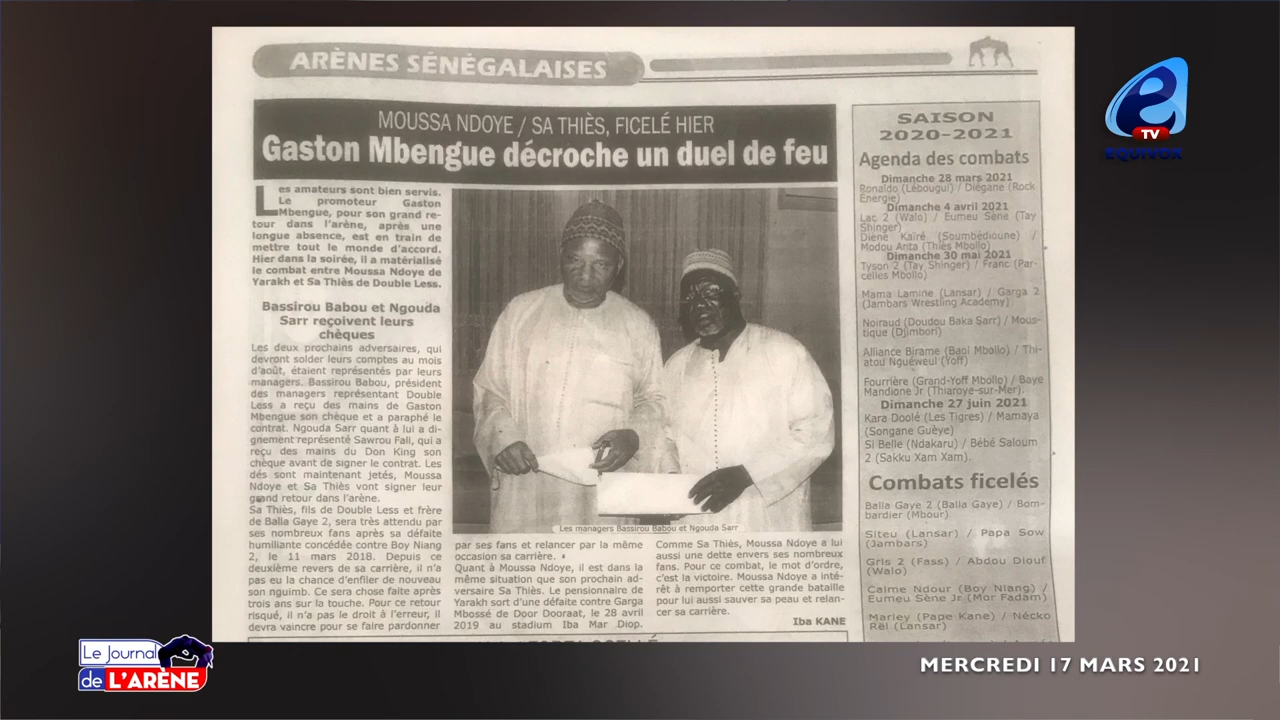 ARÈNES SÉNÉGALAISES
MOUSSA NDOYE / SA THIÈS, FICELÉ HIER
Gaston Mbengue décroche un duel de feu
Les amateurs sont bien servis.
Le promoteur Gaston
Mbengue, pour son grand re-
tour dans l'arène, après une
longue absence, est en train de
mettre tout le monde d'accord.
Hier dans la soirée, il a matérialisé
le combat entre Moussa Ndoye de
Yarakh et Sa Thiès de Double Less.
Bassirou Babou et Ngouda
Sarr reçoivent leurs
chèques
Les deux prochains adversaires, qui
devront solder leurs comptes au mois
d'août, étaient représentés par leurs
managers. Bassirou Babou, président
des managers représentant Double
Less a reçu des mains de Gaston
Mbengue son chèque et a paraphé le
contrat. Ngouda Sarr quant à lui a di-
gnement représenté Sawrou Fall, qui a
reçu des mains du Don King son
chèque avant de signer le contrat. Les
dés sont maintenant jetés, Moussa
Ndoye et Sa Thiès vont signer leur
grand retour dans l'arène.
Sa Thiès, fils de Double Less et frère
de Balla Gaye 2, sera très attendu par
ses nombreux fans après sa défaite
humiliante concédée contre Boy Niang
2, le 11 mars 2018. Depuis ce
deuxième revers de sa carrière, il n'a
pas eu la chance d'enfiler de nouveau
son nguimb. Ce sera chose faite après
trois ans sur la touche. Pour ce retour
risqué, il n'a pas le droit à l'erreur, il
devra vaincre pour se faire pardonner
Les managers Bassirou Babou et Ngouda Sarr
par ses fans et relancer par la même
occasion sa carrière.
Quant à Moussa Ndoye, il est dans la
même situation que son prochain ad-
versaire Sa Thiès. Le pensionnaire de
Yarakh sort d'une défaite contre Garga
Mbossé de Door Dooraat, le 28 avril
2019 au stadium Iba Mar Diop.
Comme Sa Thiès, Moussa Ndoye a lui
aussi une dette envers ses nombreux
fans. Pour ce combat, le mot d'ordre,
c'est la victoire. Moussa Ndoye a inté-
rêt à remporter cette grande bataille
pour lui aussi sauver sa peau et relan-
cer sa carrière.
Iba KANE
SAISON
2020-2021
Agenda des combats
Dimanche 28 mars 2021
Ronaldo (Lébougui) / Diégane (Rock
Energie)
Dimanche 4 avril 2021
Lac 2 (Walo) / Eumeu Sène (Tay
Shinger)
Diène Kaïré (Soumbédioune) /
Modou Anta (Thiès Mbollo)
Dimanche 30 mai 2021
Tyson 2 (Tay Shinger) / Franc (Par-
celles Mbollo)
Mama Lamine (Lansar) / Garga 2
(Jambars Wrestling Academy)
Noiraud (Doudou Baka Sarr) / Mous-
tique (Djimbori)
Alliance Birame (Baol Mbollo) / Thi-
atou Nguéweul (Yoff)
Fourrière (Grand-Yoff Mbollo) / Baye
Mandione Jr (Thiaroye-sur-Mer).
Dimanche 27 juin 2021
Kara Doolé (Les Tigres) / Mamaya
(Songane Guèye)
Si Belle (Ndakaru) / Bébé Saloum
2 (Sakku Xam Xam).
Combats ficelés
Balla Gaye 2 (Balla Gaye) / Bom-
bardier (Mbour)
Siteu (Lansar) / Papa Sow
(Jambars)
Gris 2 (Fass) / Abdou Diouf
(Walo)
Calme Ndour (Boy Niang) /
Eumeu Sène Jr (Mor Fadam)
Marley (Pape Kane) / Nécko
Raï (Lansar)
e
TV
EQUINOX
Le Journal
de L'ARÈNE
MERCREDI 17 MARS 2021